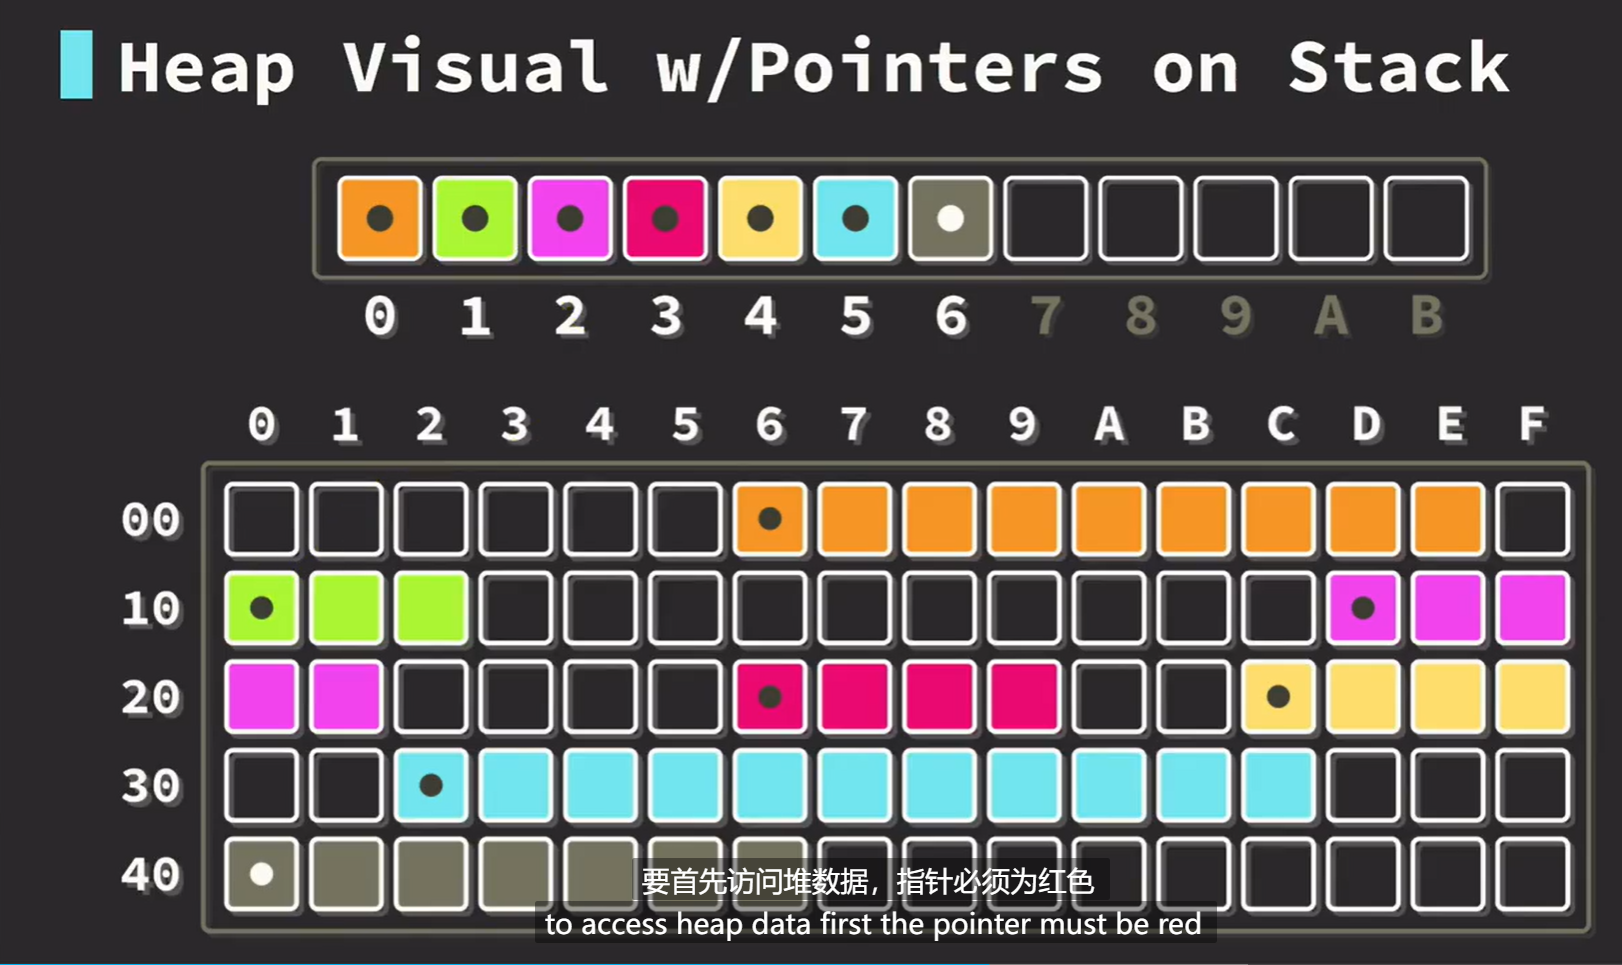 Heap Visual w/Pointers on Stack
0 1 2 3 4 5 6 7 8 9 A B
0 1 2 3 4 5 6 7 8 9 A B C D E F
00
10
20
30
40
要首先访问堆数据，指针必须为红色
to access heap data first the pointer must be red